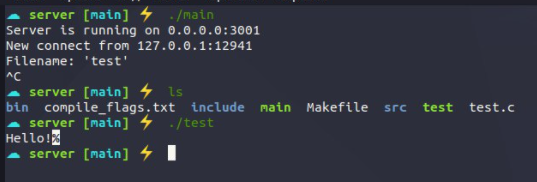 server [main] ⚡ ./main
Server is running on 0.0.0.0:3001
New connect from 127.0.0.1:12941
Filename: 'test'
^C
server [main] ⚡ ls
bin compile_flags.txt include main Makefile src test test.c
server [main] ⚡ ./test
Hello!%
server [main] ⚡